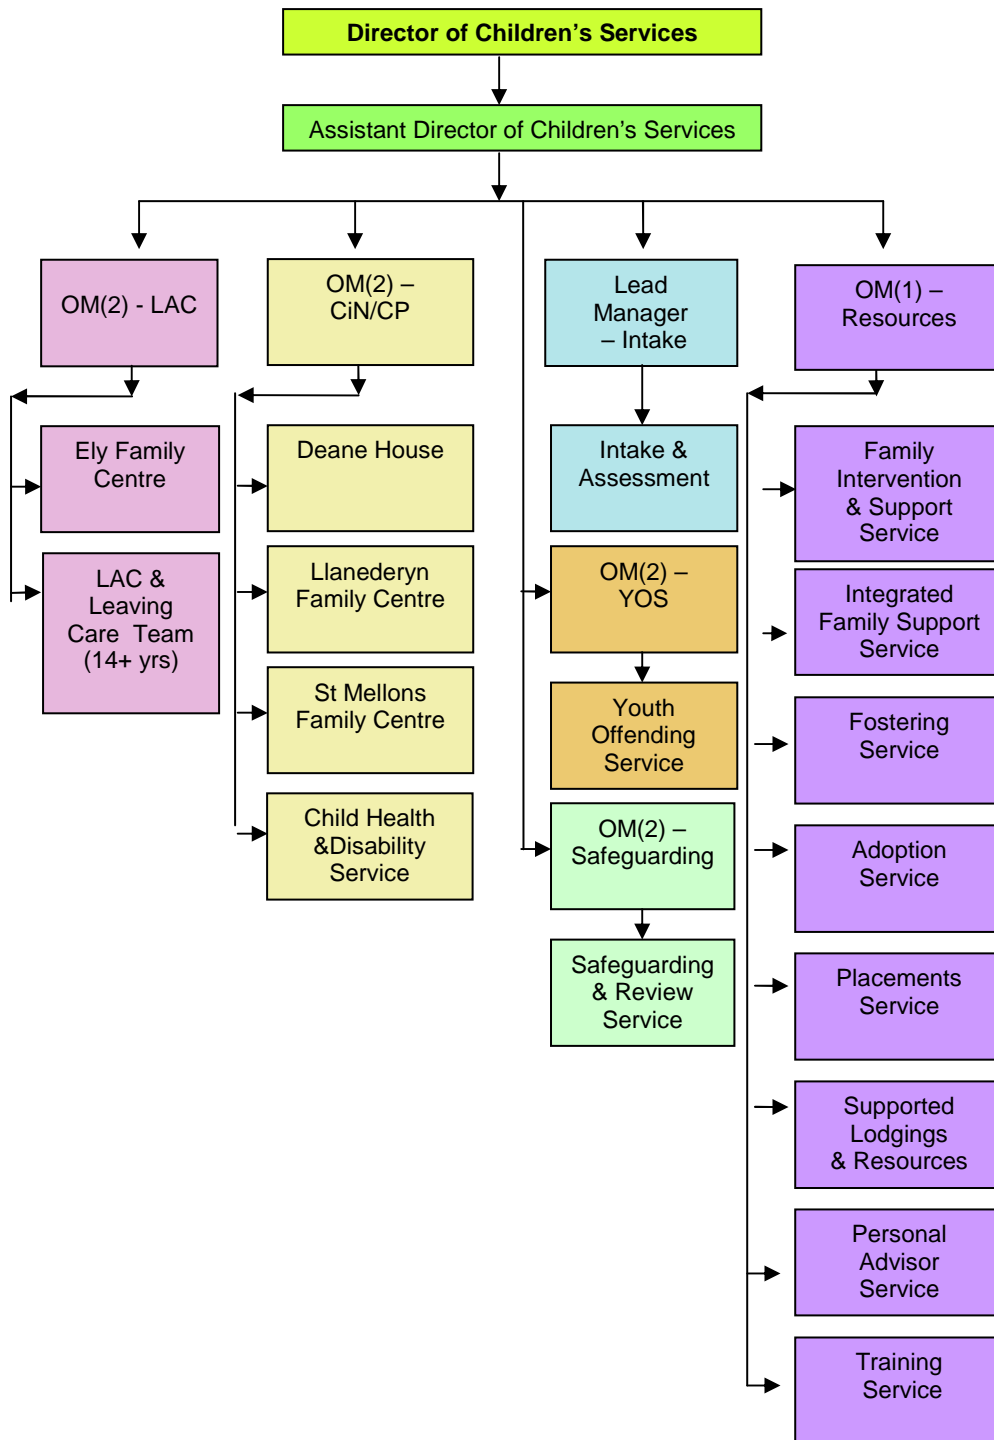 Director of Children's Services
Assistant Director of Children's Services
OM(2) - LAC
Ely Family
Centre
LAC &
Leaving
Care Team
(14+ yrs)
OM(2) –
CiN/CP
Deane House
Llanederyn
Family Centre
St Mellons
Family Centre
Child Health
&Disability
Service
Lead
Manager
– Intake
Intake &
Assessment
OM(2) –
YOS
Youth
Offending
Service
OM(2) –
Safeguarding
Safeguarding
& Review
Service
OM(1) –
Resources
Family
Intervention
& Support
Service
Integrated
Family Support
Service
Fostering
Service
Adoption
Service
Placements
Service
Supported
Lodgings
& Resources
Personal
Advisor
Service
Training
Service